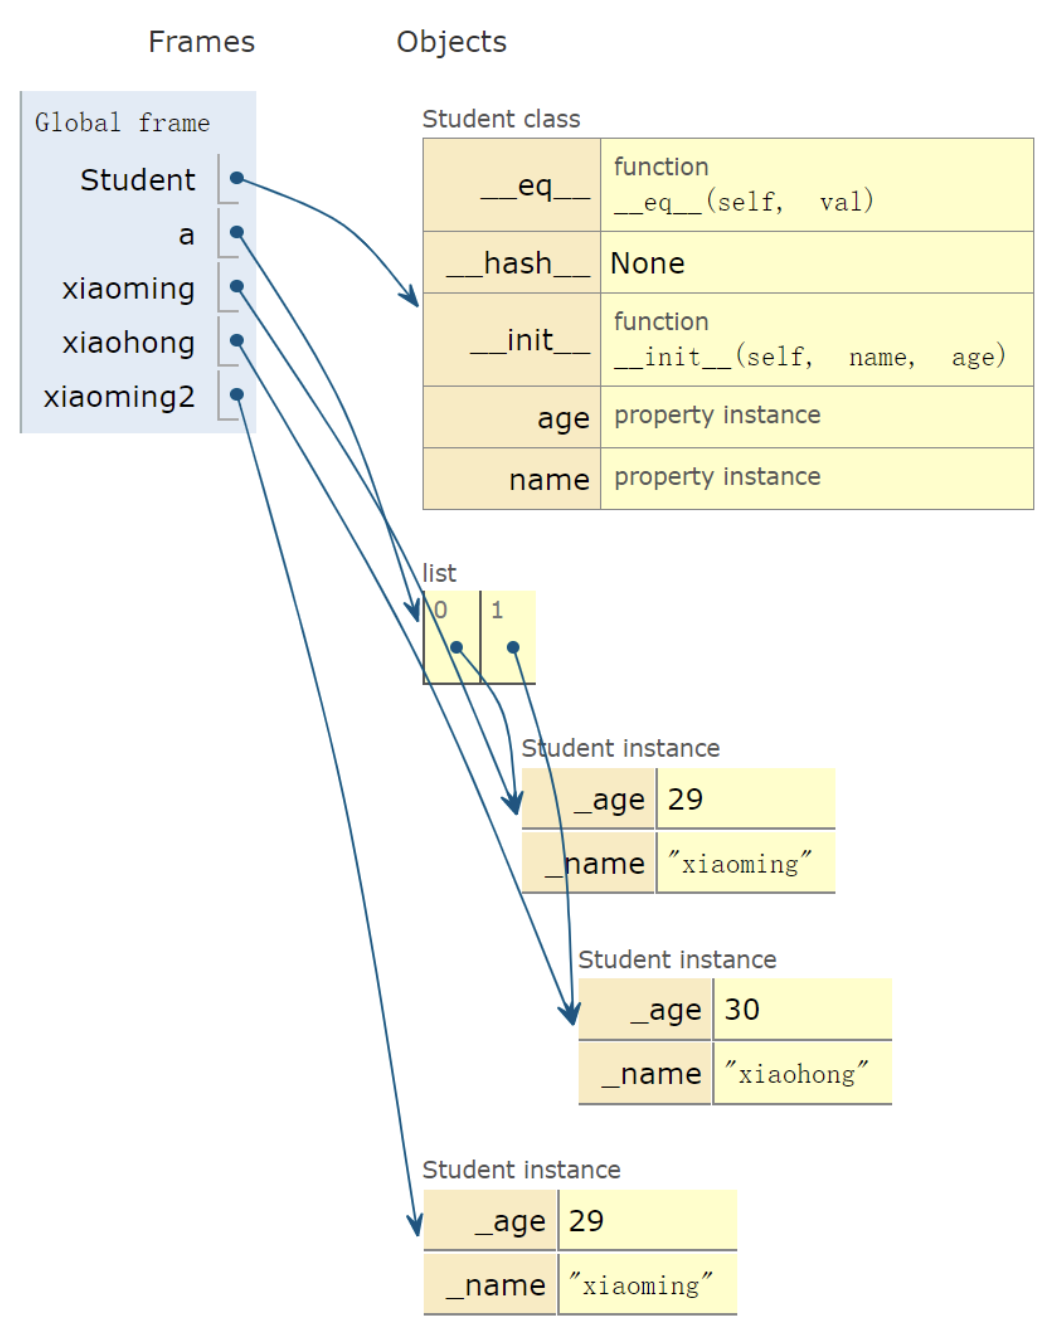 Frames Objects
Global frame
Student
a
xiaoming
xiaohong
xiaoming2
Student class
__eq__ function
__eq__(self, val)
__hash__ None
__init__ function
__init__(self, name, age)
age property instance
name property instance
list
0 1
Student instance
_age 29
_name "xiaoming"
Student instance
_age 30
_name "xiaohong"
Student instance
_age 29
_name "xiaoming"